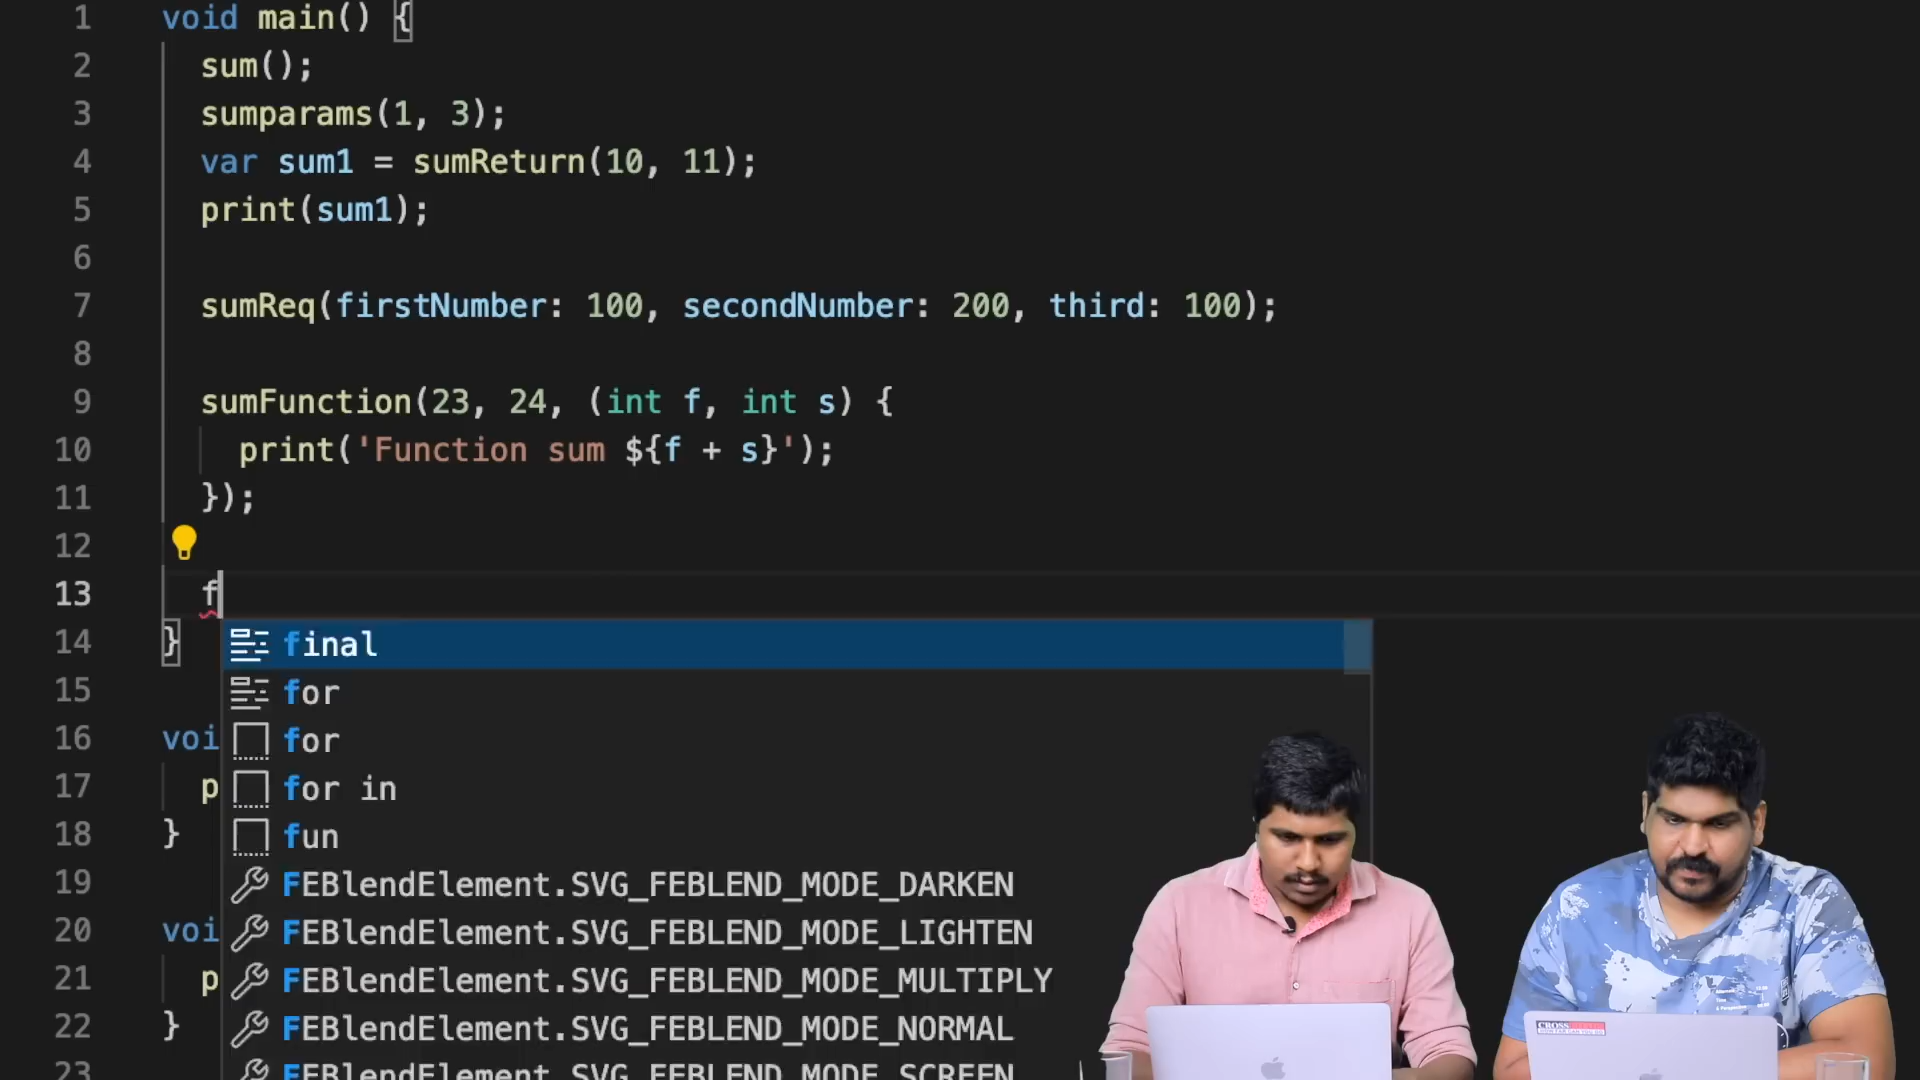 1 void main() {
2 sum();
3 sumparams(1, 3);
4 var sum1 = sumReturn(10, 11);
5 print(sum1);
6
7 sumReq(firstNumber: 100, secondNumber: 200, third: 100);
8
9 sumFunction(23, 24, (int f, int s) {
10 print('Function sum ${f + s}');
11 });
12
13 f
14 }
final
for
15
16 voi
for
17 p
for in
18 }
fun
19
FEBlendElement.SVG_FEBLEND_MODE_DARKEN
20 voi
FEBlendElement.SVG_FEBLEND_MODE_LIGHTEN
21 p
FEBlendElement.SVG_FEBLEND_MODE_MULTIPLY
22 }
FEBlendElement.SVG_FEBLEND_MODE_NORMAL
23
FEBlendElement.SVG_FEBLEND_MODE_SCREEN
CROSS